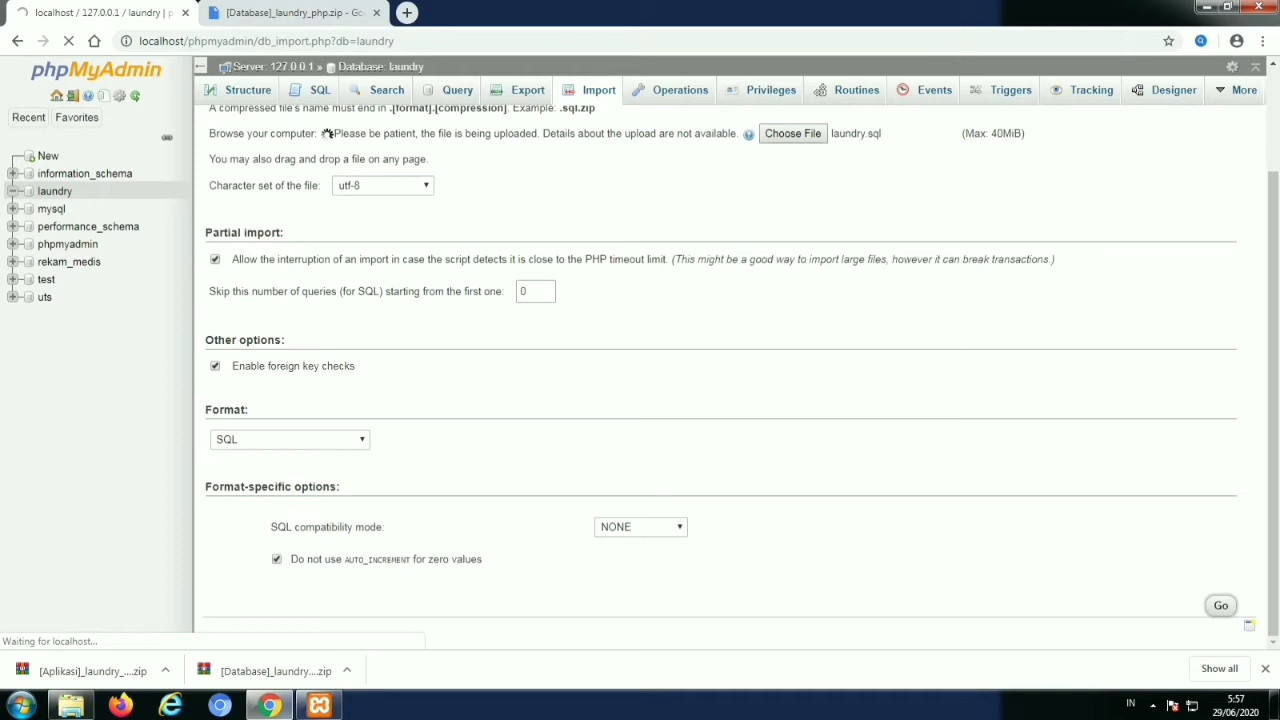 localhost / 127.0.0.1 / laundry | p
[Database]_laundry_php.zip - Go
localhost/phpmyadmin/db_import.php?db=laundry
phpMyAdmin
Recent
Favorites
New
information_schema
laundry
mysql
performance_schema
phpmyadmin
rekam_medis
test
uts
Server: 127.0.0.1 » Database: laundry
Structure SQL Search Query Export Import Operations Privileges Routines Events Triggers Tracking Designer More
A compressed file's name must end in .[format].[compression]. Example: .sql.zip
Browse your computer: Please be patient, the file is being uploaded. Details about the upload are not available. Choose File laundry.sql (Max: 40MiB)
You may also drag and drop a file on any page.
Character set of the file: utf-8
Partial import:
Allow the interruption of an import in case the script detects it is close to the PHP timeout limit. (This might be a good way to import large files, however it can break transactions.)
Skip this number of queries (for SQL) starting from the first one: 0
Other options:
Enable foreign key checks
Format:
SQL
Format-specific options:
SQL compatibility mode: NONE
Do not use AUTO_INCREMENT for zero values
Go
Waiting for localhost...
[Aplikasi]_laundry_....zip
[Database]_laundry....zip
Show all
IN
5:57
29/06/2020